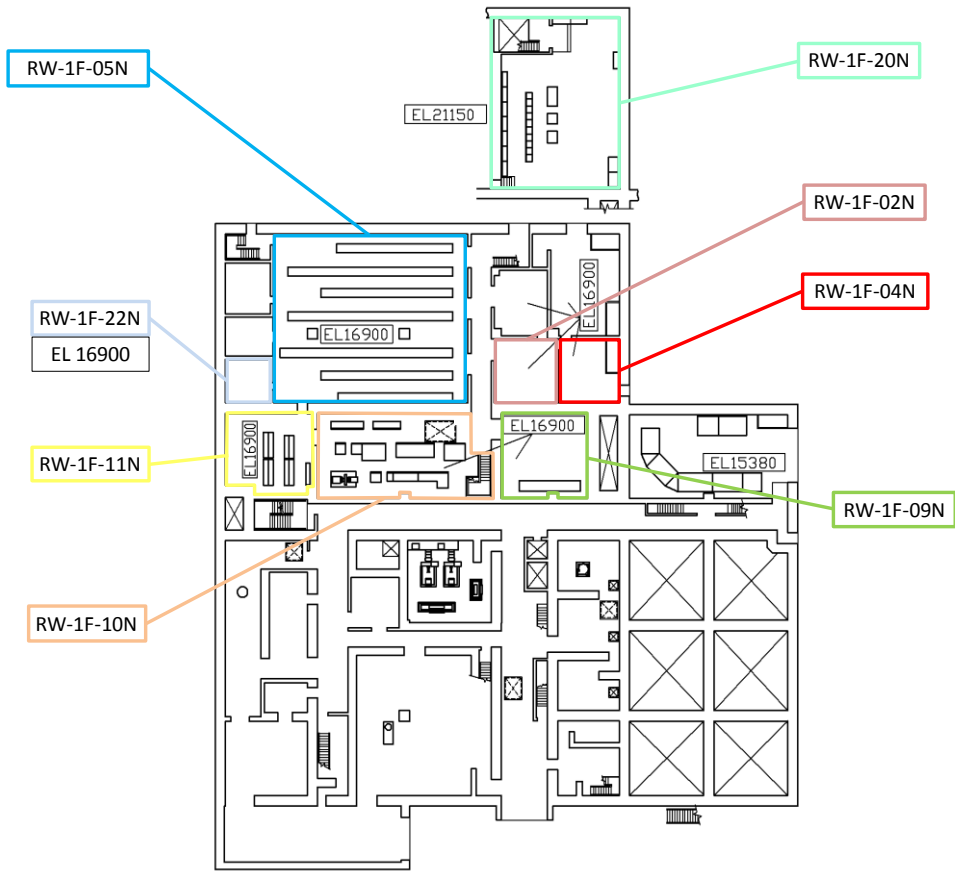 RW-1F-05N
RW-1F-20N
EL21150
RW-1F-02N
EL16900
RW-1F-04N
RW-1F-22N
EL 16900
EL16900
EL16900
EL16900
RW-1F-11N
EL15380
RW-1F-09N
RW-1F-10N